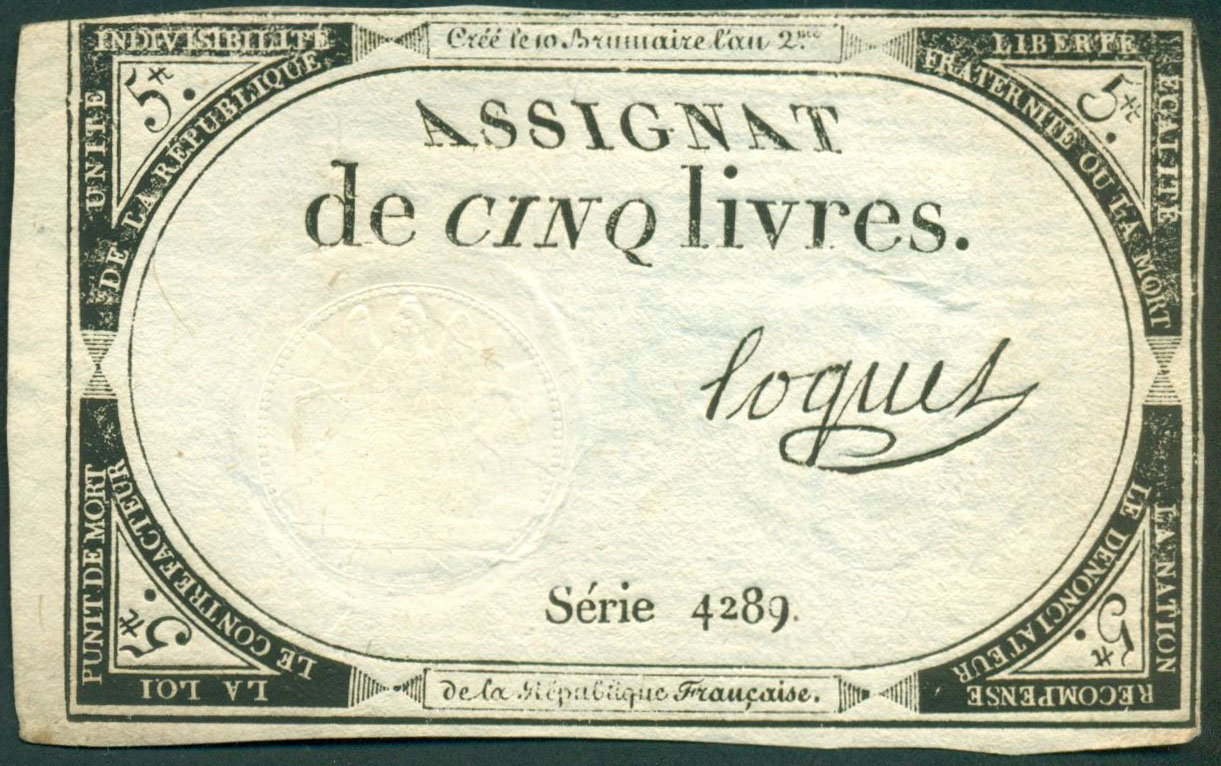 Créé le 10 Brumaire l'an 2.me
UNITÉ INDIVISIBILITÉ
DE LA RÉPUBLIQUE
5₶.
LIBERTÉ ÉGALITÉ
FRATERNITÉ OU LA MORT
5₶.
ASSIGNAT
de CINQ livres.
loquet
Série 4289.
LA LOI PUNIT DE MORT
LE CONTREFACTEUR
5₶.
LA NATION RÉCOMPENSE
LE DENONCIATEUR
5₶.
de la République Française.